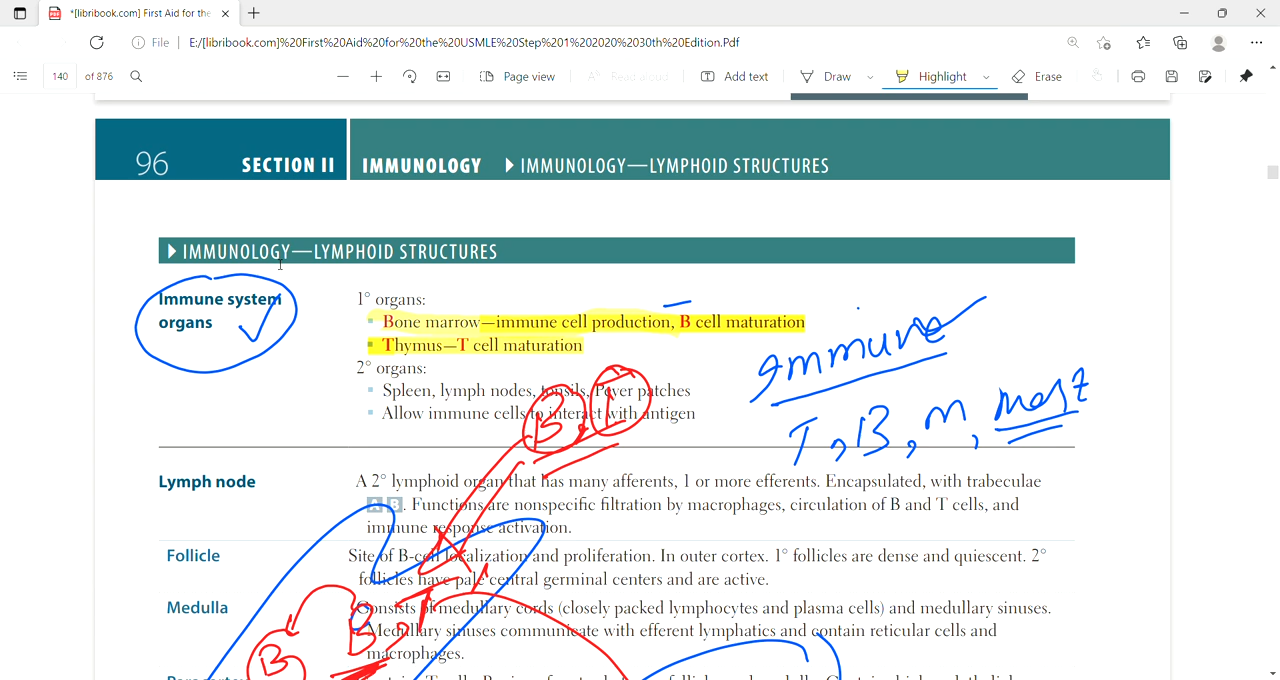 *[libribook.com] First Aid for the
File E:/[libribook.com]%20First%20Aid%20for%20the%20USMLE%20Step%201%202020%2030th%20Edition.Pdf
140 of 876 Page view Read aloud Add text Draw Highlight Erase
96 SECTION II IMMUNOLOGY ▶ IMMUNOLOGY—LYMPHOID STRUCTURES
▶ IMMUNOLOGY—LYMPHOID STRUCTURES
Immune system organs
1° organs:
▪ Bone marrow—immune cell production, B cell maturation
▪ Thymus—T cell maturation
2° organs:
▪ Spleen, lymph nodes, tonsils, Peyer patches
▪ Allow immune cells to interact with antigen
Immune
T, B, m, mast
B, T
Lymph node
A 2° lymphoid organ that has many afferents, 1 or more efferents. Encapsulated, with trabeculae
A B. Functions are nonspecific filtration by macrophages, circulation of B and T cells, and
immune response activation.
Follicle
Site of B-cell localization and proliferation. In outer cortex. 1° follicles are dense and quiescent. 2°
follicles have pale central germinal centers and are active.
Medulla
Consists of medullary cords (closely packed lymphocytes and plasma cells) and medullary sinuses.
Medullary sinuses communicate with efferent lymphatics and contain reticular cells and
macrophages.
B, T
B